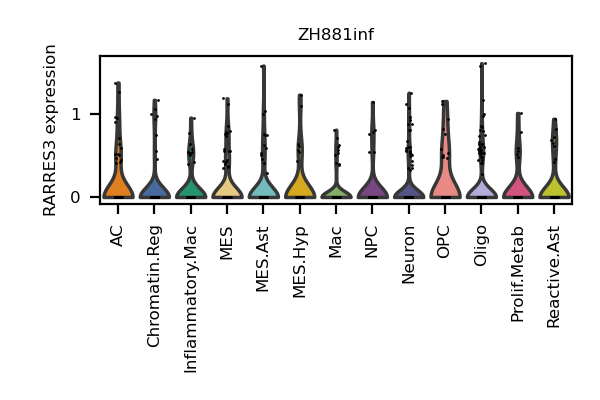 ZH881inf
RARRES3 expression
1
0
AC
Chromatin.Reg
Inflammatory.Mac
MES
MES.Ast
MES.Hyp
Mac
NPC
Neuron
OPC
Oligo
Prolif.Metab
Reactive.Ast